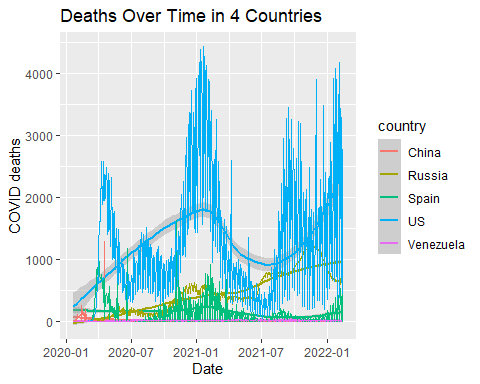 Deaths Over Time in 4 Countries
COVID deaths
4000
3000
2000
1000
0
2020-01
2020-07
2021-01
2021-07
2022-01
Date
country
China
Russia
Spain
US
Venezuela